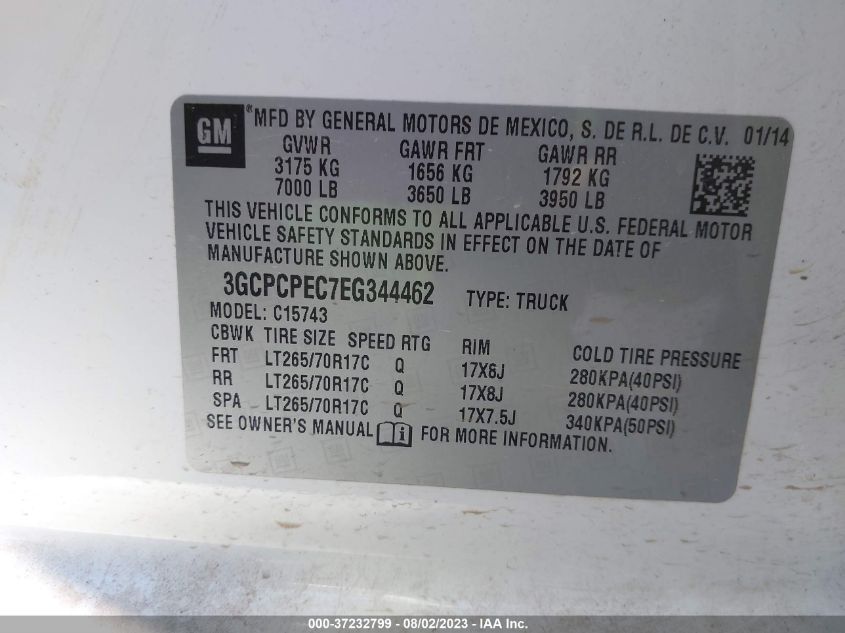 GM
®MFD BY GENERAL MOTORS DE MEXICO, S. DE R.L. DE C.V. 01/14
GVWR GAWR FRT GAWR RR
3175 KG 1656 KG 1792 KG
7000 LB 3650 LB 3950 LB
THIS VEHICLE CONFORMS TO ALL APPLICABLE U.S. FEDERAL MOTOR
VEHICLE SAFETY STANDARDS IN EFFECT ON THE DATE OF
MANUFACTURE SHOWN ABOVE.
3GCPCPEC7EG344462 TYPE: TRUCK
MODEL: C15743
CBWK TIRE SIZE SPEED RTG RIM COLD TIRE PRESSURE
FRT LT265/70R17C Q 17X6J 280KPA(40PSI)
RR LT265/70R17C Q 17X8J 280KPA(40PSI)
SPA LT265/70R17C Q 17X7.5J 340KPA(50PSI)
SEE OWNER'S MANUAL i FOR MORE INFORMATION.
000-37232799 - 08/02/2023 - IAA Inc.